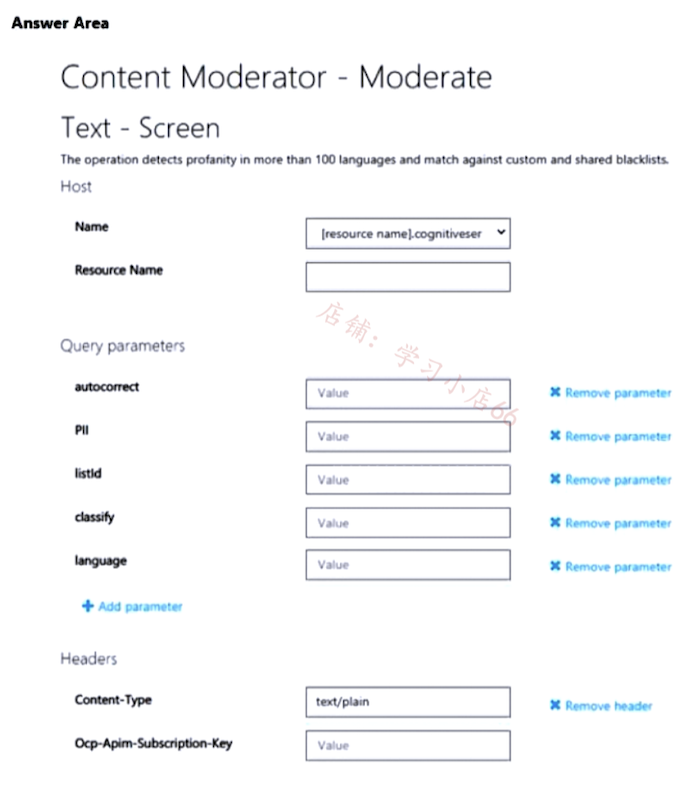 Answer Area
Content Moderator - Moderate
Text - Screen
The operation detects profanity in more than 100 languages and match against custom and shared blacklists.
Host
Name
[resource name].cognitiveser
Resource Name
店铺：学习小店66
Query parameters
autocorrect Value ✖ Remove parameter
PII Value ✖ Remove parameter
listId Value ✖ Remove parameter
classify Value ✖ Remove parameter
language Value ✖ Remove parameter
✚ Add parameter
Headers
Content-Type text/plain ✖ Remove header
Ocp-Apim-Subscription-Key Value